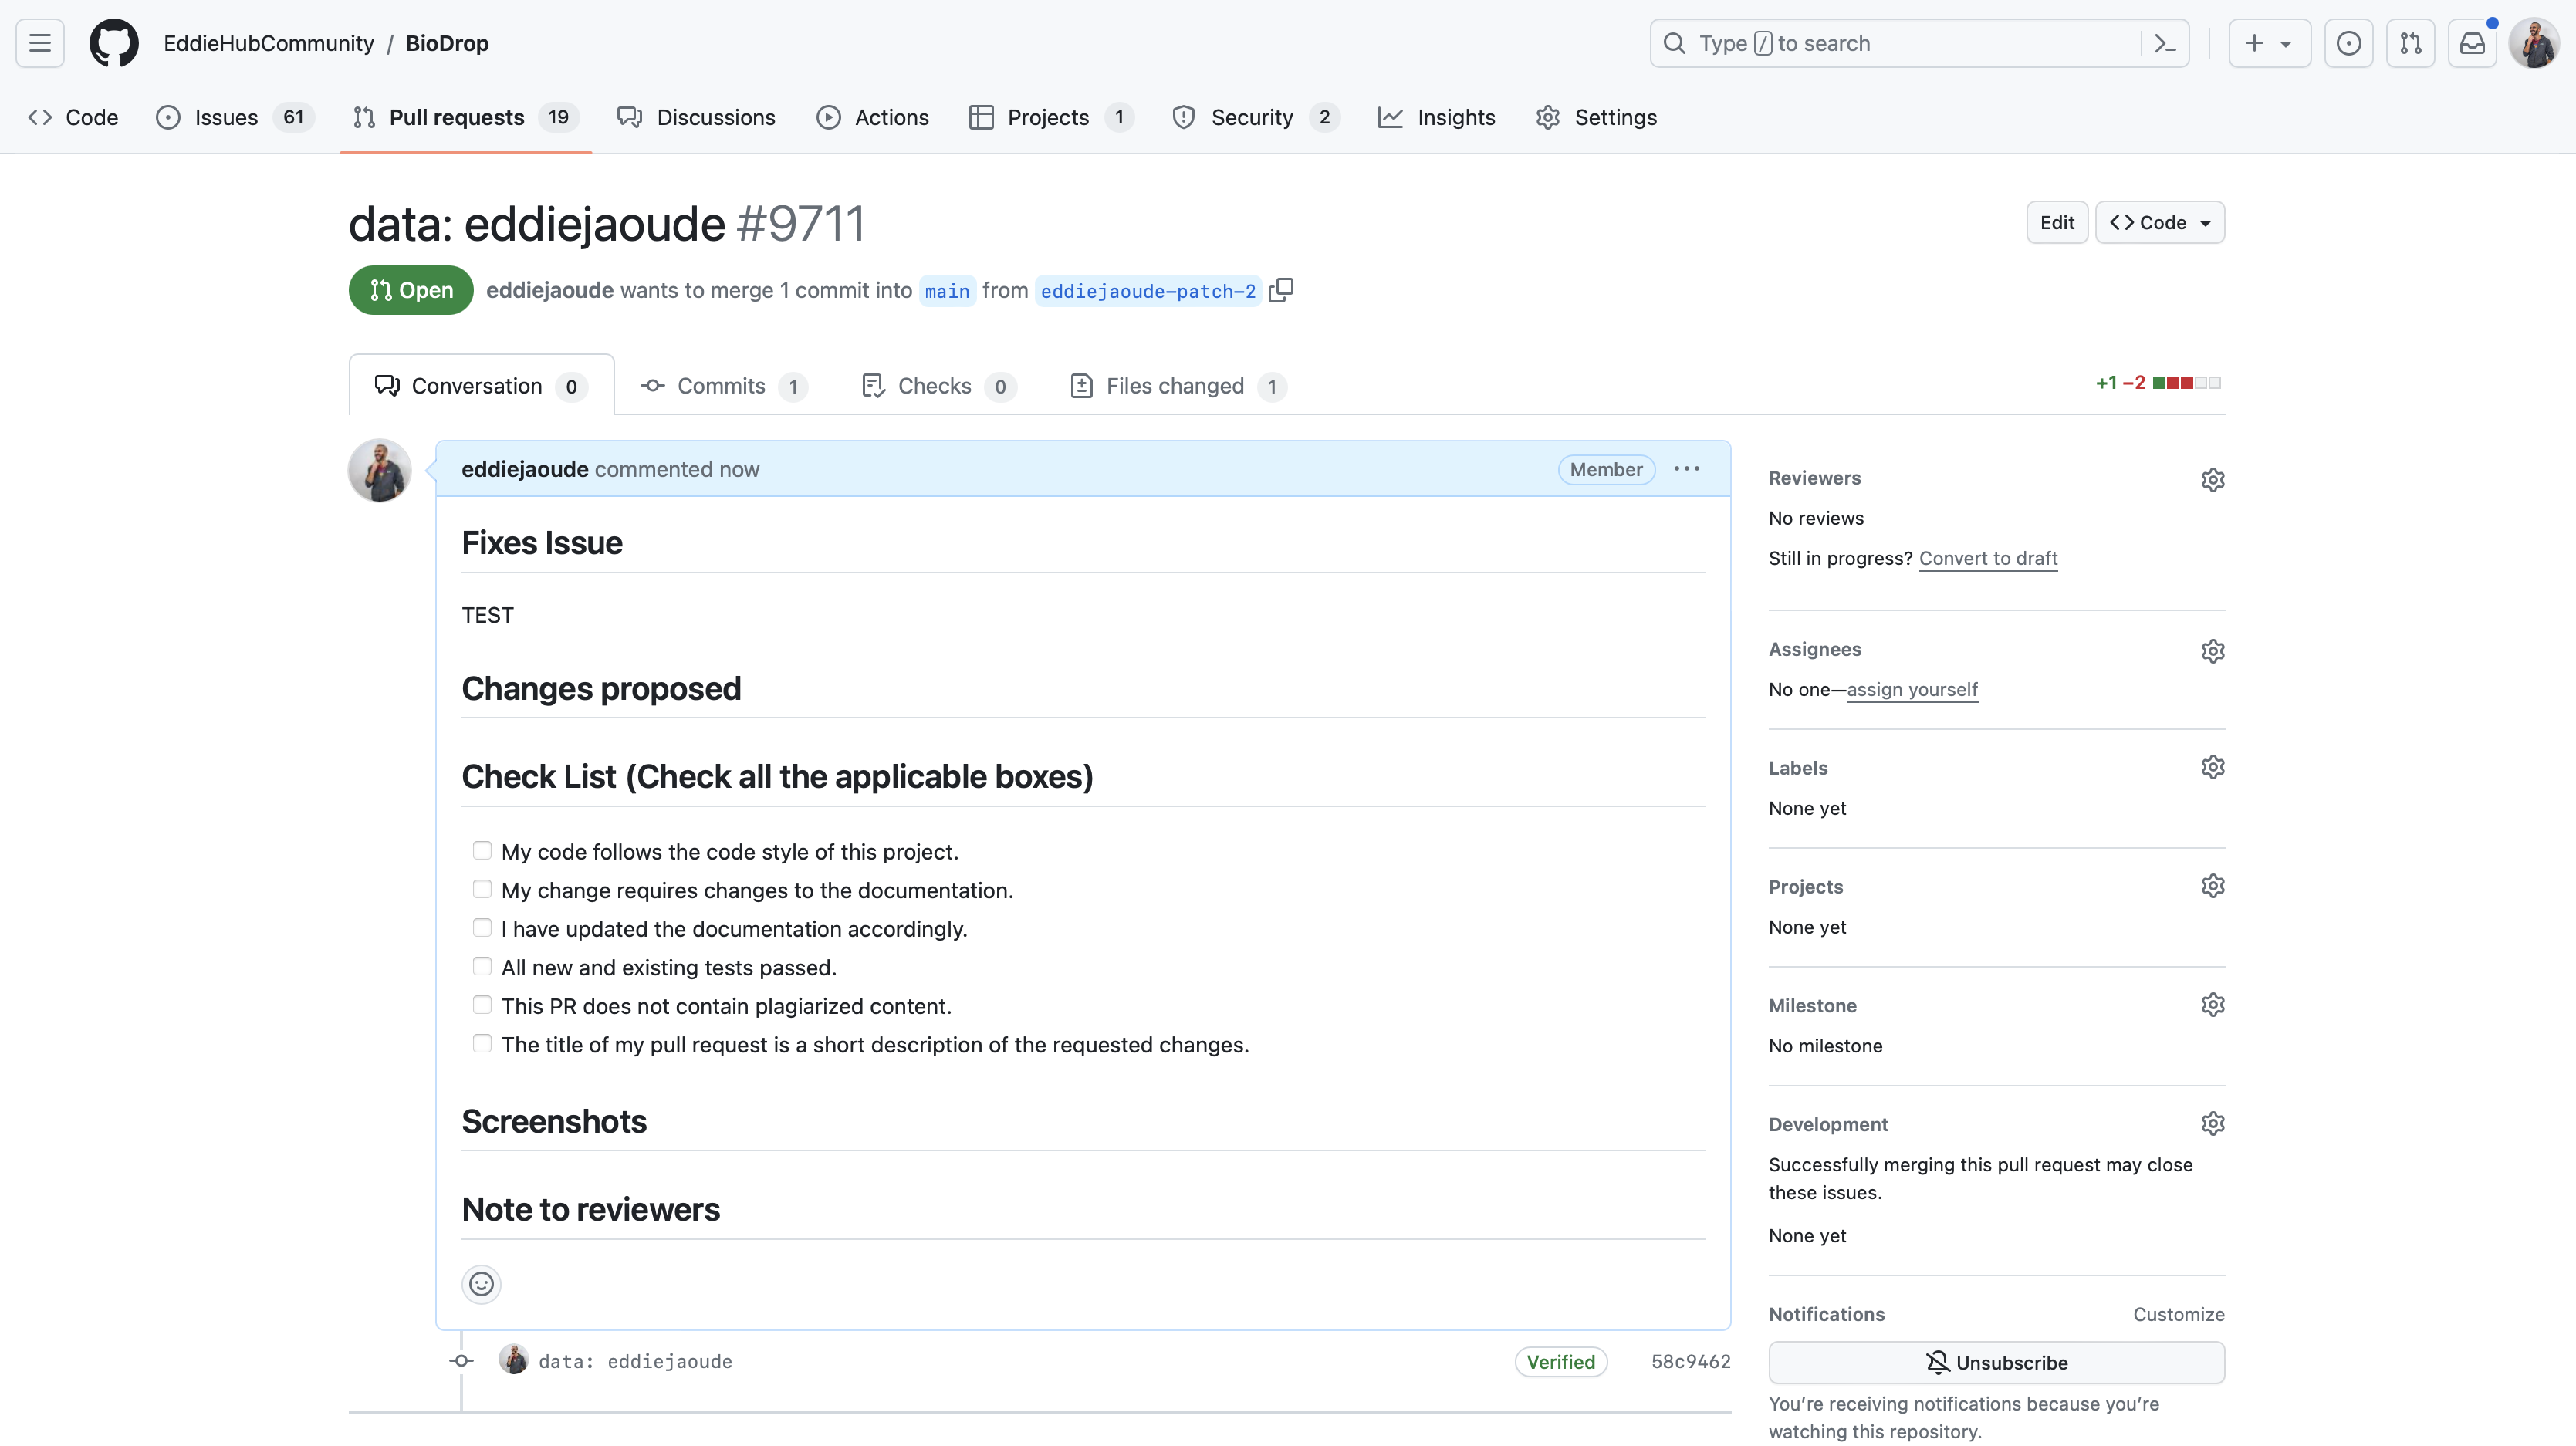 EddieHubCommunity / BioDrop
Type / to search
Code
Issues 61
Pull requests 19
Discussions
Actions
Projects 1
Security 2
Insights
Settings
data: eddiejaoude #9711
Edit
Code
Open
eddiejaoude wants to merge 1 commit into main from eddiejaoude-patch-2
Conversation 0
Commits 1
Checks 0
Files changed 1
+1 −2
eddiejaoude commented now
Member
Fixes Issue
TEST
Changes proposed
Check List (Check all the applicable boxes)
My code follows the code style of this project.
My change requires changes to the documentation.
I have updated the documentation accordingly.
All new and existing tests passed.
This PR does not contain plagiarized content.
The title of my pull request is a short description of the requested changes.
Screenshots
Note to reviewers
data: eddiejaoude
Verified
58c9462
Reviewers
No reviews
Still in progress? Convert to draft
Assignees
No one—assign yourself
Labels
None yet
Projects
None yet
Milestone
No milestone
Development
Successfully merging this pull request may close
these issues.
None yet
Notifications
Customize
Unsubscribe
You’re receiving notifications because you’re
watching this repository.